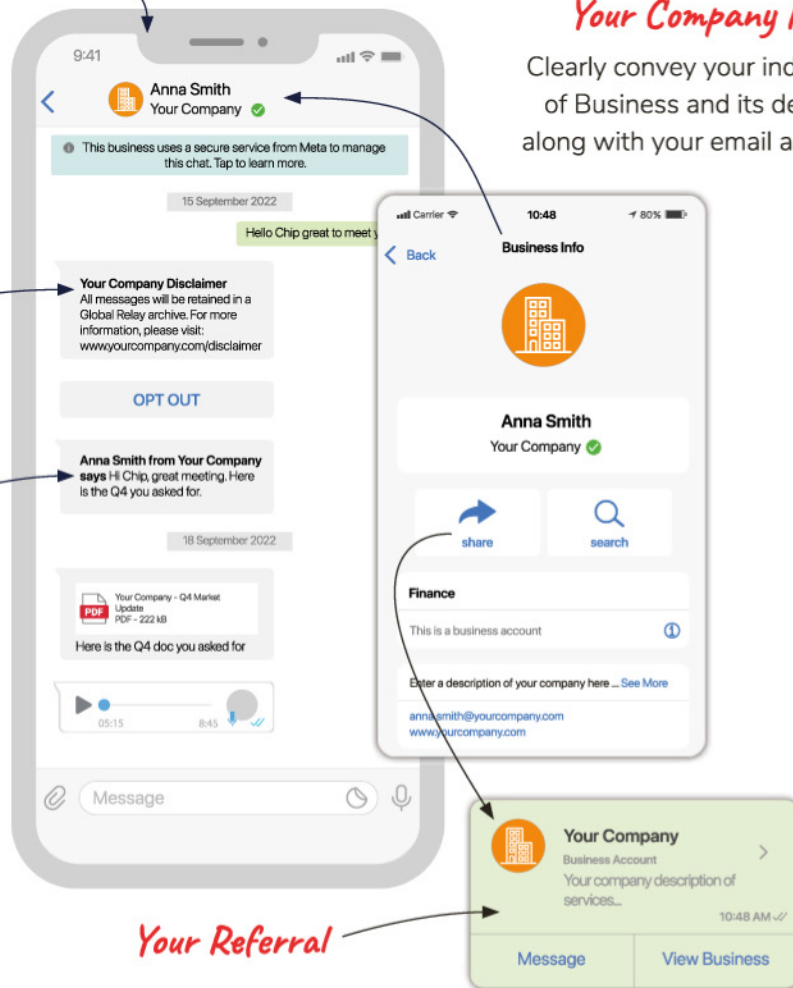 Your Company
Clearly convey your
of Business and its
along with your email
9:41
Anna Smith
Your Company
This business uses a secure service from Meta to manage
this chat. Tap to learn more.
15 September 2022
Hello Chip great to meet
Your Company Disclaimer
All messages will be retained in a
Global Relay archive. For more
information, please visit:
www.yourcompany.com/disclaimer
OPT OUT
Anna Smith from Your Company
says Hi Chip, great meeting. Here
is the Q4 you asked for.
18 September 2022
PDF
Your Company - Q4 Market
Update
PDF - 222 kB
Here is the Q4 doc you asked for
05:15
8:45
Message
Carrier
10:48
80%
Back
Business Info
Anna Smith
Your Company
share
search
Finance
This is a business account
Enter a description of your company here ... See More
anna.smith@yourcompany.com
www.yourcompany.com
Your Company
Business Account
Your company description of
services...
10:48 AM
Message
View Business
Your Referral